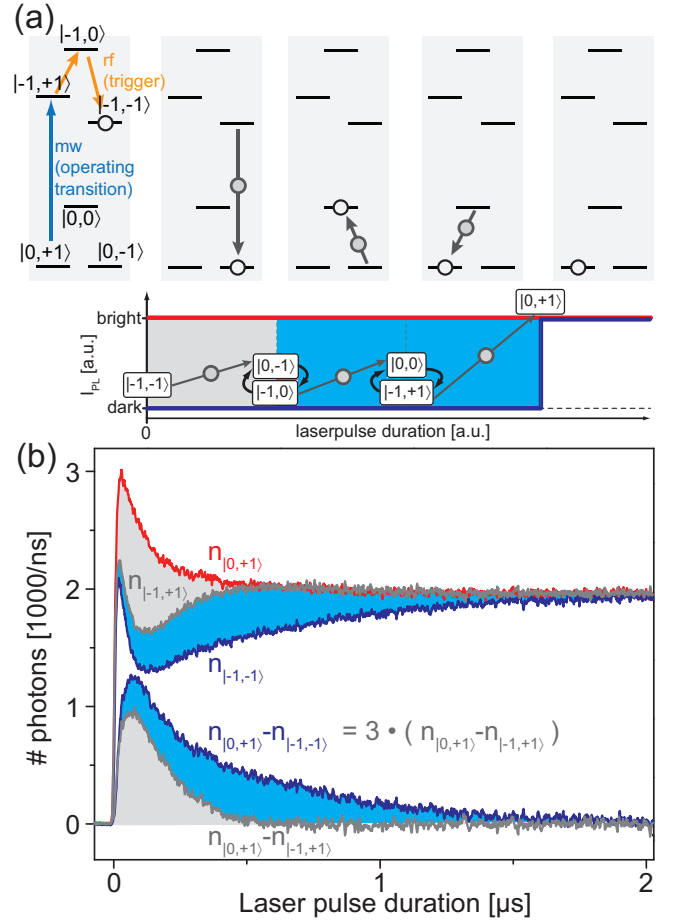 (a)
|-1,0⟩
rf
(trigger)
|-1,+1⟩
|-1,-1⟩
mw
(operating
transition)
|0,0⟩
|0,+1⟩ |0,-1⟩
|0,+1⟩
bright
I_PL [a.u.]
|0,-1⟩ |0,0⟩
|-1,-1⟩ |-1,0⟩ |-1,+1⟩
dark
0 laserpulse duration [a.u.]
(b)
3
n_|0,+1⟩
n_|-1,+1⟩
2
# photons [1000/ns]
n_|-1,-1⟩
1
n_|0,+1⟩-n_|-1,-1⟩ = 3 • ( n_|0,+1⟩-n_|-1,+1⟩ )
0
n_|0,+1⟩-n_|-1,+1⟩
0 1 2
Laser pulse duration [µs]